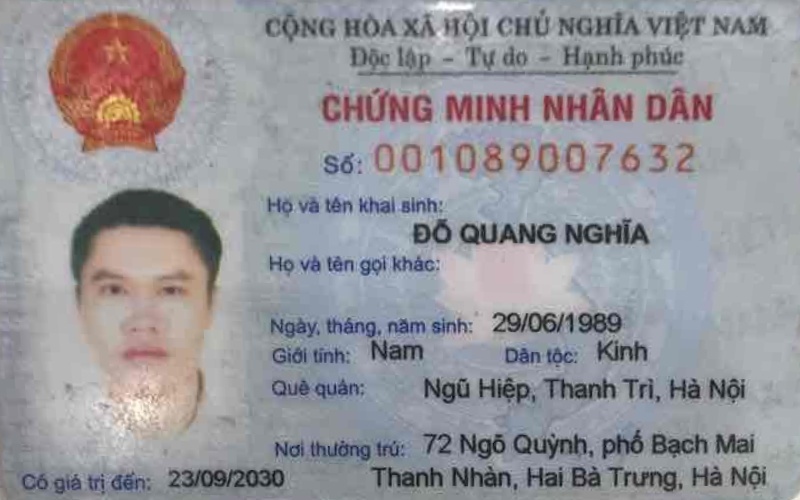 CỘNG HÒA XÃ HỘI CHỦ NGHĨA VIỆT NAM
Độc lập - Tự do - Hạnh phúc
CHỨNG MINH NHÂN DÂN
Số: 001089007632
Họ và tên khai sinh:
ĐỖ QUANG NGHĨA
Họ và tên gọi khác:
Ngày, tháng, năm sinh: 29/06/1989
Giới tính: Nam Dân tộc: Kinh
Quê quán: Ngũ Hiệp, Thanh Trì, Hà Nội
Nơi thường trú: 72 Ngõ Quỳnh, phố Bạch Mai
Thanh Nhàn, Hai Bà Trưng, Hà Nội
Có giá trị đến: 23/09/2030